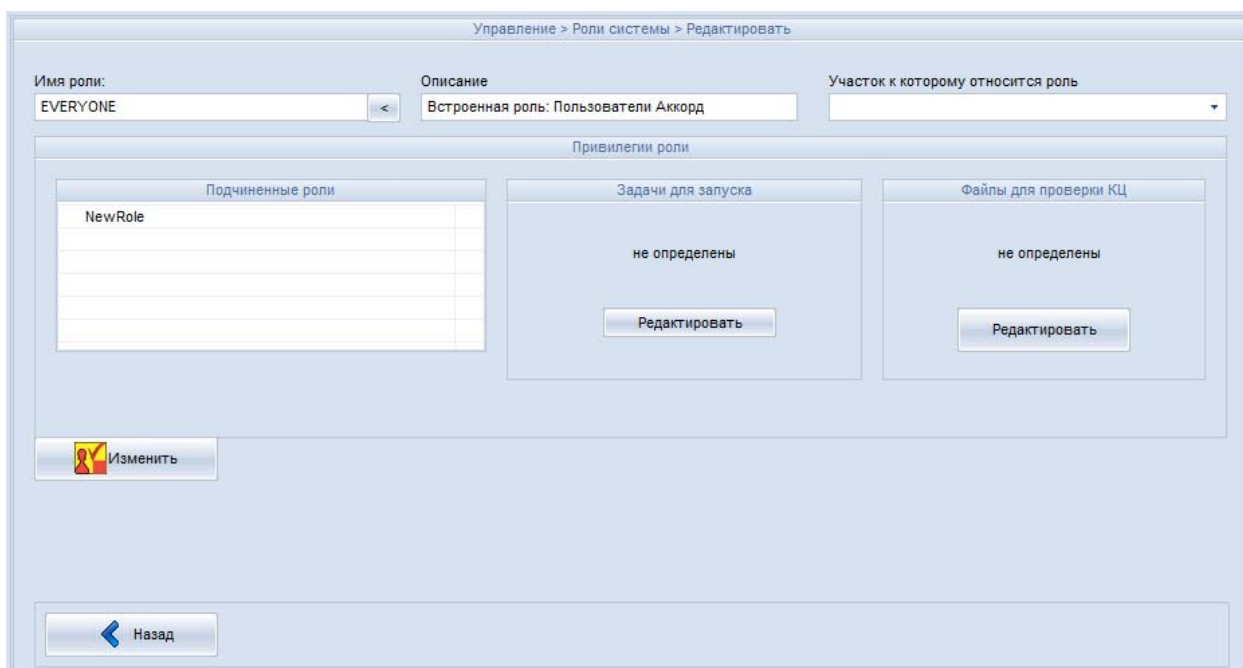 Управление > Роли системы > Редактировать
Имя роли:
Описание
Участок к которому относится роль
EVERYONE
<
Встроенная роль: Пользователи Аккорд
Привилегии роли
Подчиненные роли
Задачи для запуска
Файлы для проверки КЦ
NewRole
не определены
не определены
Редактировать
Редактировать
Изменить
Назад